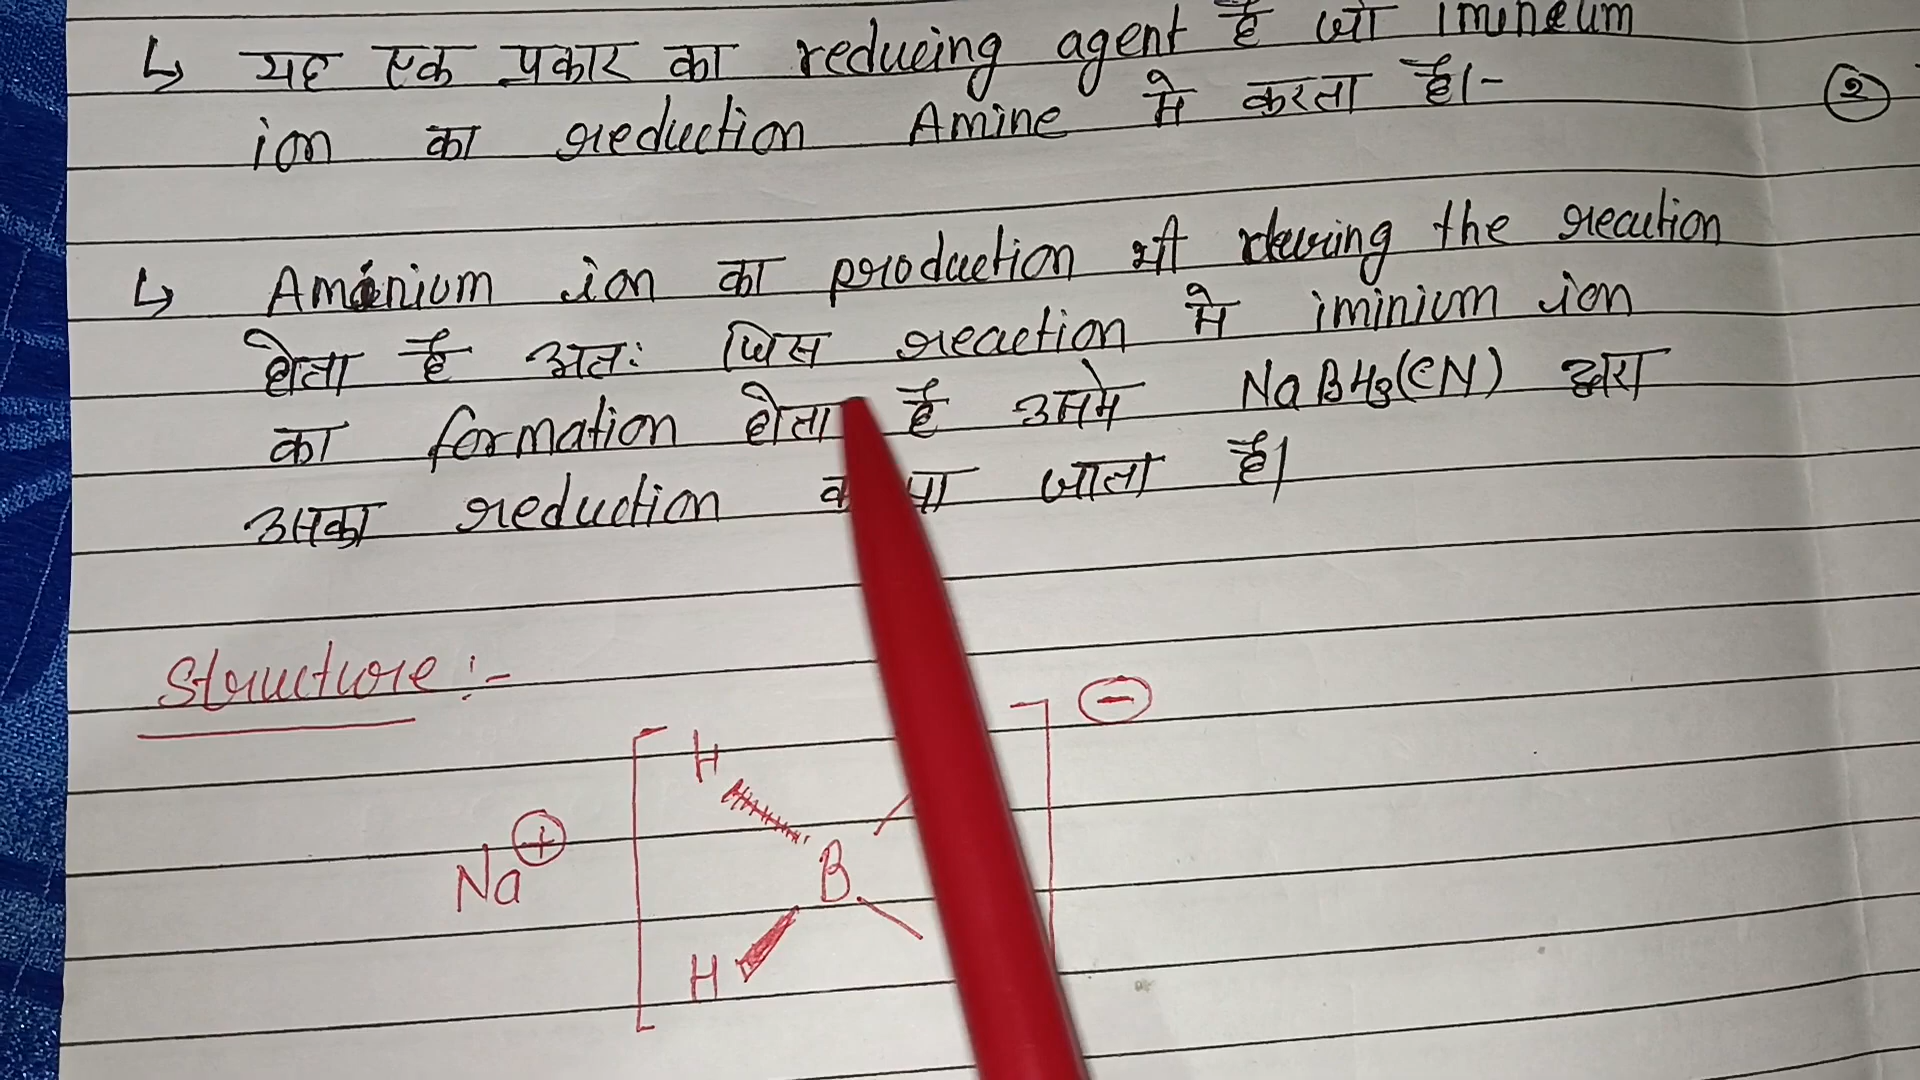 ↳ यह एक प्रकार का reducing agent है जो iminium
ion का reduction Amine मे करता है।-
②
↳ Aminium ion का production भी during the reaction
होता है अतः जिस reaction मे iminium ion
का formation होता है उसमे NaBH3(CN) द्वारा
उसका reduction जाता है।
Structure :-
⊖
H
Na⊕
B
H